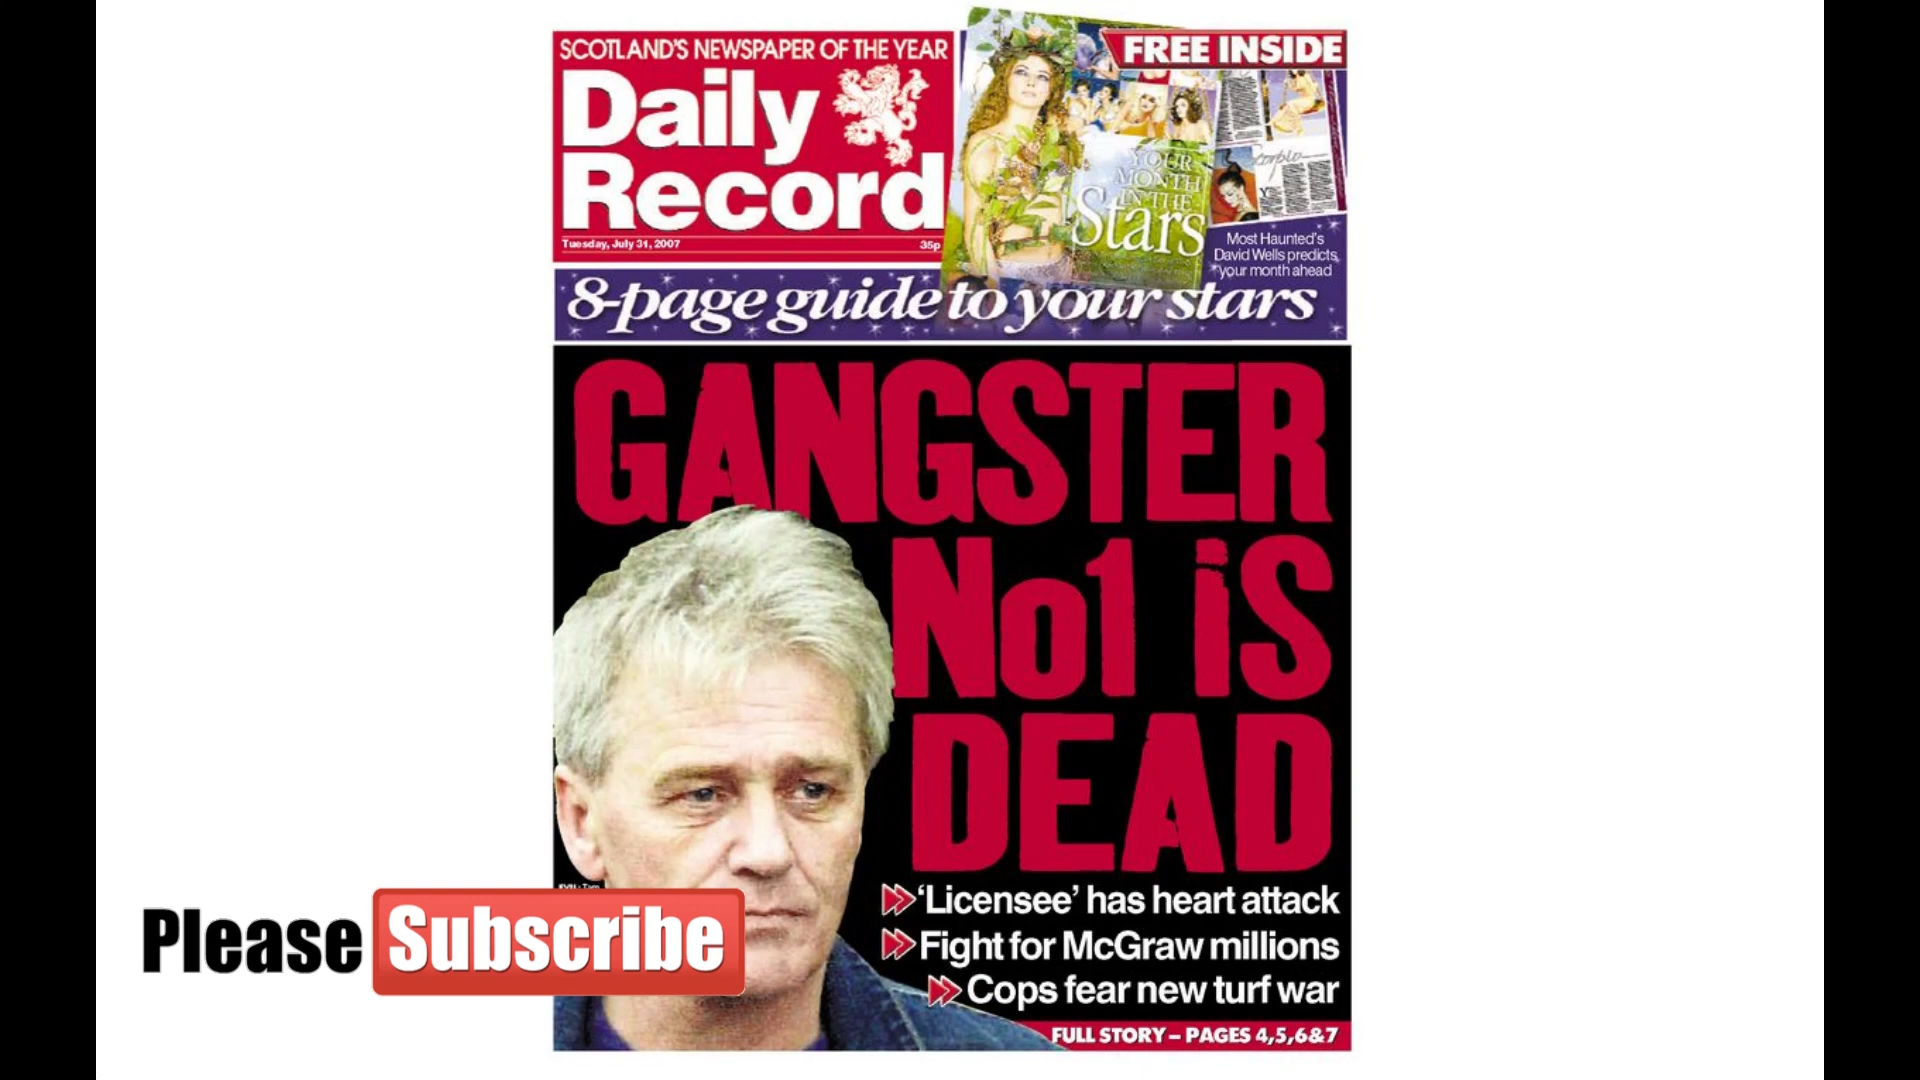 SCOTLAND'S NEWSPAPER OF THE YEAR
Daily
Record
Tuesday, July 31, 2007 35p
FREE INSIDE
YOUR
MONTH
IN THE
Stars
Scorpio
Most Haunted's
David Wells predicts
your month ahead
8-page guide to your stars
GANGSTER
No1 iS
DEAD
EVIL: Tam
'Licensee' has heart attack
Fight for McGraw millions
Cops fear new turf war
FULL STORY – PAGES 4,5,6&7
Please Subscribe